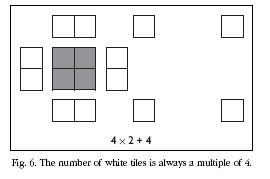 4 × 2 + 4
Fig. 6. The number of white tiles is always a multiple of 4.